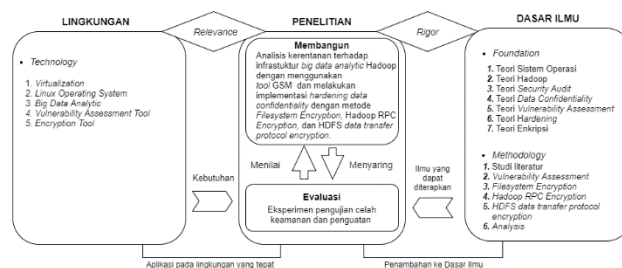 LINGKUNGAN
Relevance
PENELITIAN
Rigor
DASAR ILMU
• Technology
1. Virtualization
2. Linux Operating System
3. Big Data Analytic
4. Vulnerability Assessment Tool
5. Encryption Tool
Kebutuhan
Membangun
Analisis kerentanan terhadap
infrastuktur big data analytic Hadoop
dengan menggunakan
tool GSM dan melakukan
implementasi hardening data
confidentiality dengan metode
Filesystem Encryption, Hadoop RPC
Encryption, dan HDFS data transfer
protocol encryption.
Menilai
Menyaring
Evaluasi
Eksperimen pengujian celah
keamanan dan penguatan
Ilmu yang
dapat
diterapkan
• Foundation
1. Teori Sistem Operasi
2. Teori Hadoop
3. Teori Security Audit
4. Teori Data Confidentiality
5. Teori Vulnerability Assessment
6. Teori Hardening
7. Teori Enkripsi
• Methodology
1. Studi literatur
2. Vulnerability Assessment
3. Filesystem Encryption
4. Hadoop RPC Encryption
5. HDFS data transfer protocol
encryption
6. Analysis
Aplikasi pada lingkungan yang tepat
Penambahan ke Dasar Ilmu